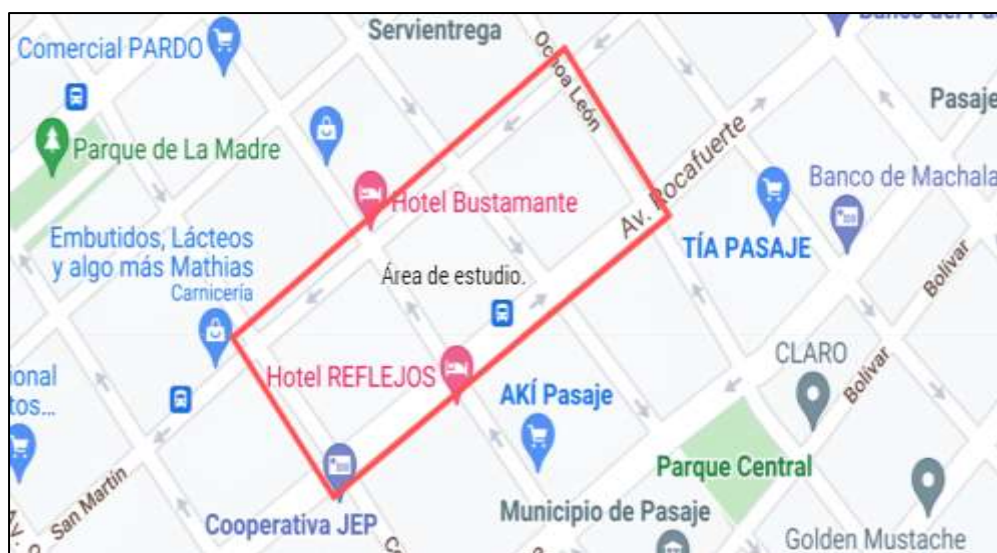 Servientrega
Comercial PARDO
Ochoa León
Pasaje
Parque de La Madre
Hotel Bustamante
Av. Rocafuerte
Banco de Machala
TÍA PASAJE
Embutidos, Lácteos
y algo más Mathias
Carnicería
Área de estudio.
Bolívar
CLARO
Hotel REFLEJOS
AKÍ Pasaje
Bolívar
Parque Central
San Martín
Av.
Cooperativa JEP
Municipio de Pasaje
Golden Mustache